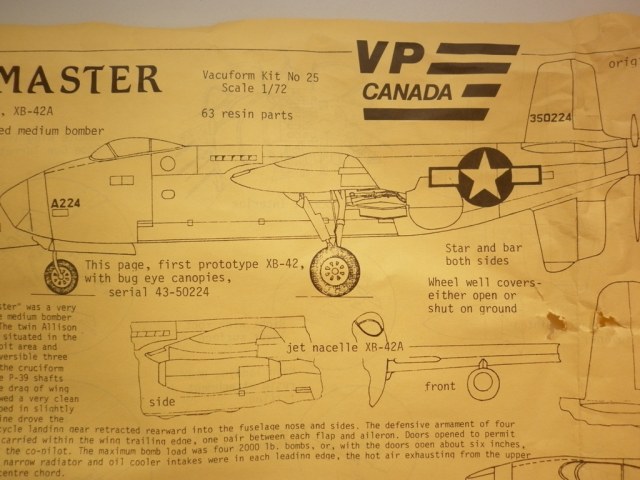 MASTER
Vacuform Kit No 25
Scale 1/72
VP
CANADA
, XB-42A
63 resin parts
ed medium bomber
350224
A224
This page, first prototype XB-42,
with bug eye canopies,
serial 43-50224
Star and bar
both sides
Wheel well covers-
either open or
shut on ground
jet nacelle XB-42A
side
front
ster" was a very
medium bomber
The twin Allison
situated in the
pit area and
versible three
the cruciform
P-39 shafts
drag of wing
wed a very clean
ped in slightly
ine drove the
cycle landing gear retracted rearward into the fuselage nose and sides. The defensive armament of four
carried within the wing trailing edge, one pair between each flap and aileron. Doors opened to permit
the co-pilot. The maximum bomb load was four 2000 lb. bombs, or, with the doors open about six inches,
narrow radiator and oil cooler intakes were in each leading edge, the hot air exhausting from the upper
centre chord.